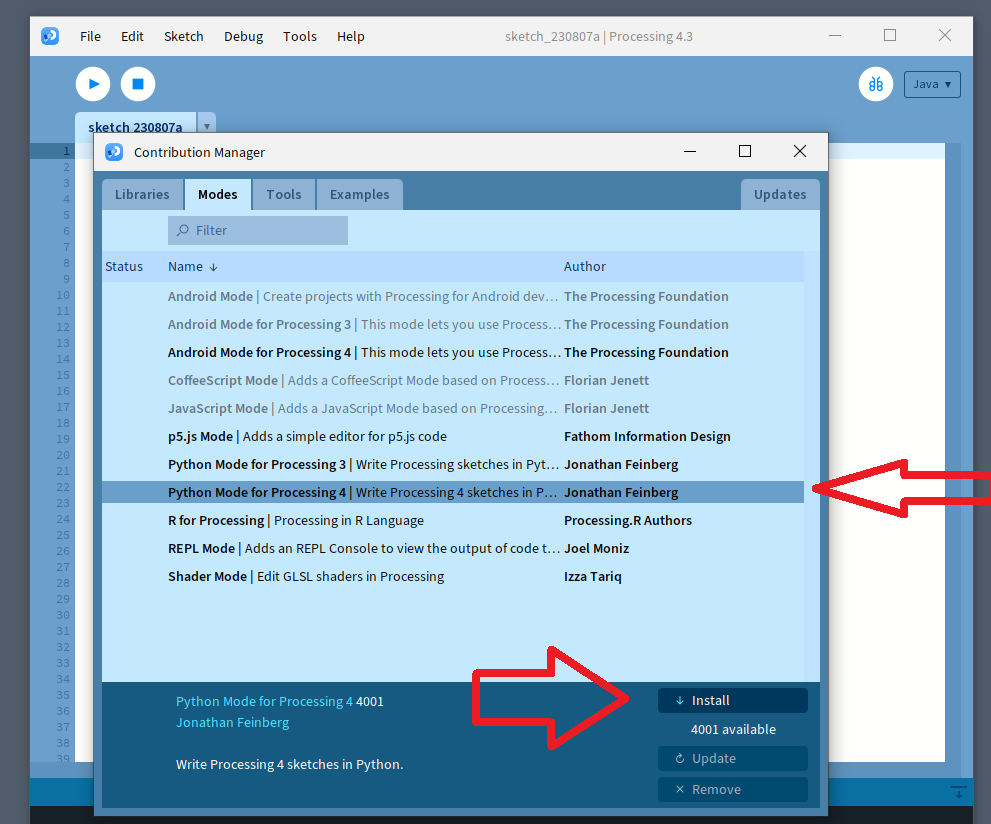 File Edit Sketch Debug Tools Help sketch_230807a | Processing 4.3
Java ▾
sketch 230807a ▾
Contribution Manager
Libraries Modes Tools Examples Updates
Filter
Status Name ↓ Author
Android Mode | Create projects with Processing for Android dev… The Processing Foundation
Android Mode for Processing 3 | This mode lets you use Process… The Processing Foundation
Android Mode for Processing 4 | This mode lets you use Process… The Processing Foundation
CoffeeScript Mode | Adds a CoffeeScript Mode based on Process… Florian Jenett
JavaScript Mode | Adds a JavaScript Mode based on Processing… Florian Jenett
p5.js Mode | Adds a simple editor for p5.js code Fathom Information Design
Python Mode for Processing 3 | Write Processing sketches in Pyt… Jonathan Feinberg
Python Mode for Processing 4 | Write Processing 4 sketches in P… Jonathan Feinberg
R for Processing | Processing in R Language Processing.R Authors
REPL Mode | Adds an REPL Console to view the output of code t… Joel Moniz
Shader Mode | Edit GLSL shaders in Processing Izza Tariq
Python Mode for Processing 4 4001
Jonathan Feinberg
Write Processing 4 sketches in Python.
↓ Install
4001 available
Update
× Remove
1
2
3
4
5
6
7
8
9
10
11
12
13
14
15
16
17
18
19
20
21
22
23
24
25
26
27
28
29
30
31
32
33
34
35
36
37
38
39